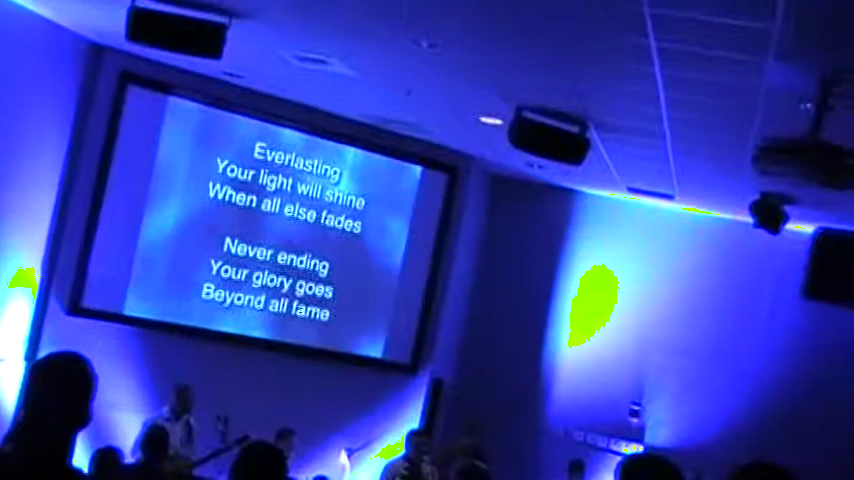 Everlasting
Your light will shine
When all else fades
Never ending
Your glory goes
Beyond all fame